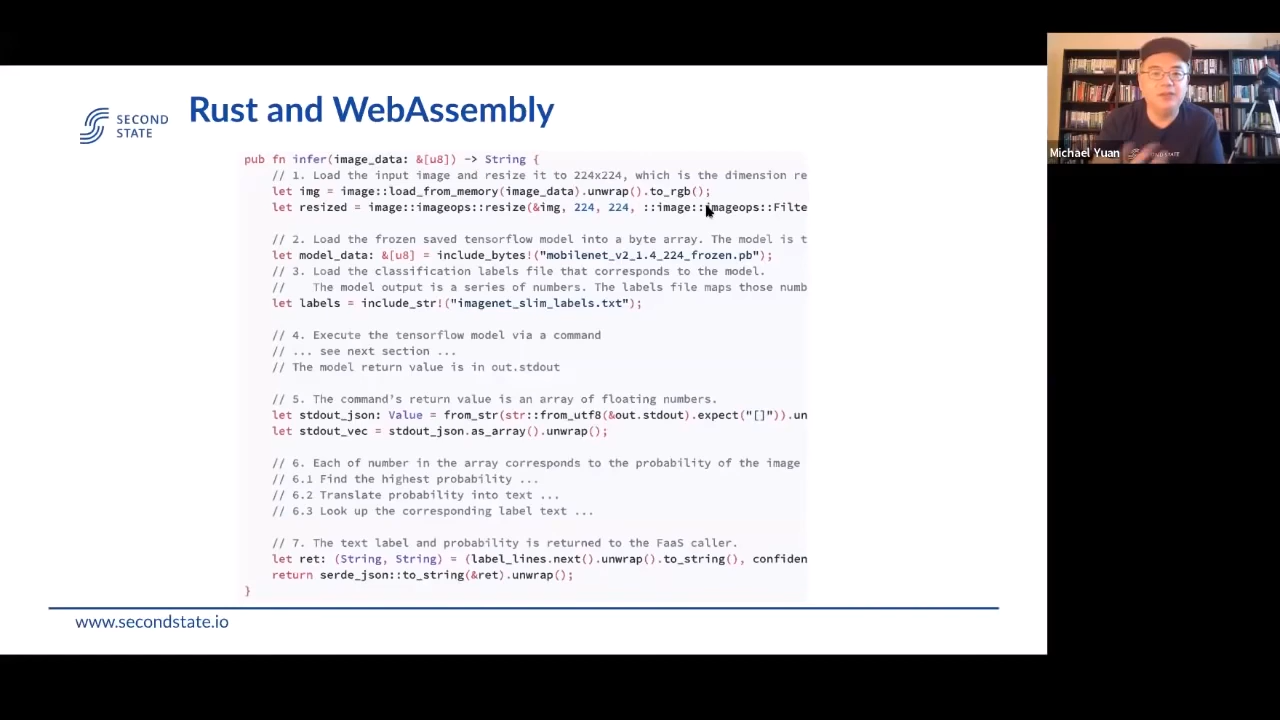 SECOND
STATE
Rust and WebAssembly
pub fn infer(image_data: &[u8]) -> String {
// 1. Load the input image and resize it to 224x224, which is the dimension re
let img = image::load_from_memory(image_data).unwrap().to_rgb();
let resized = image::imageops::resize(&img, 224, 224, ::image::imageops::Filte
// 2. Load the frozen saved tensorflow model into a byte array. The model is t
let model_data: &[u8] = include_bytes!("mobilenet_v2_1.4_224_frozen.pb");
// 3. Load the classification labels file that corresponds to the model.
//    The model output is a series of numbers. The labels file maps those numb
let labels = include_str!("imagenet_slim_labels.txt");
// 4. Execute the tensorflow model via a command
// ... see next section ...
// The model return value is in out.stdout
// 5. The command's return value is an array of floating numbers.
let stdout_json: Value = from_str(str::from_utf8(&out.stdout).expect("[]")).un
let stdout_vec = stdout_json.as_array().unwrap();
// 6. Each of number in the array corresponds to the probability of the image
// 6.1 Find the highest probability ...
// 6.2 Translate probability into text ...
// 6.3 Look up the corresponding label text ...
// 7. The text label and probability is returned to the FaaS caller.
let ret: (String, String) = (label_lines.next().unwrap().to_string(), confiden
return serde_json::to_string(&ret).unwrap();
}
www.secondstate.io
Michael Yuan